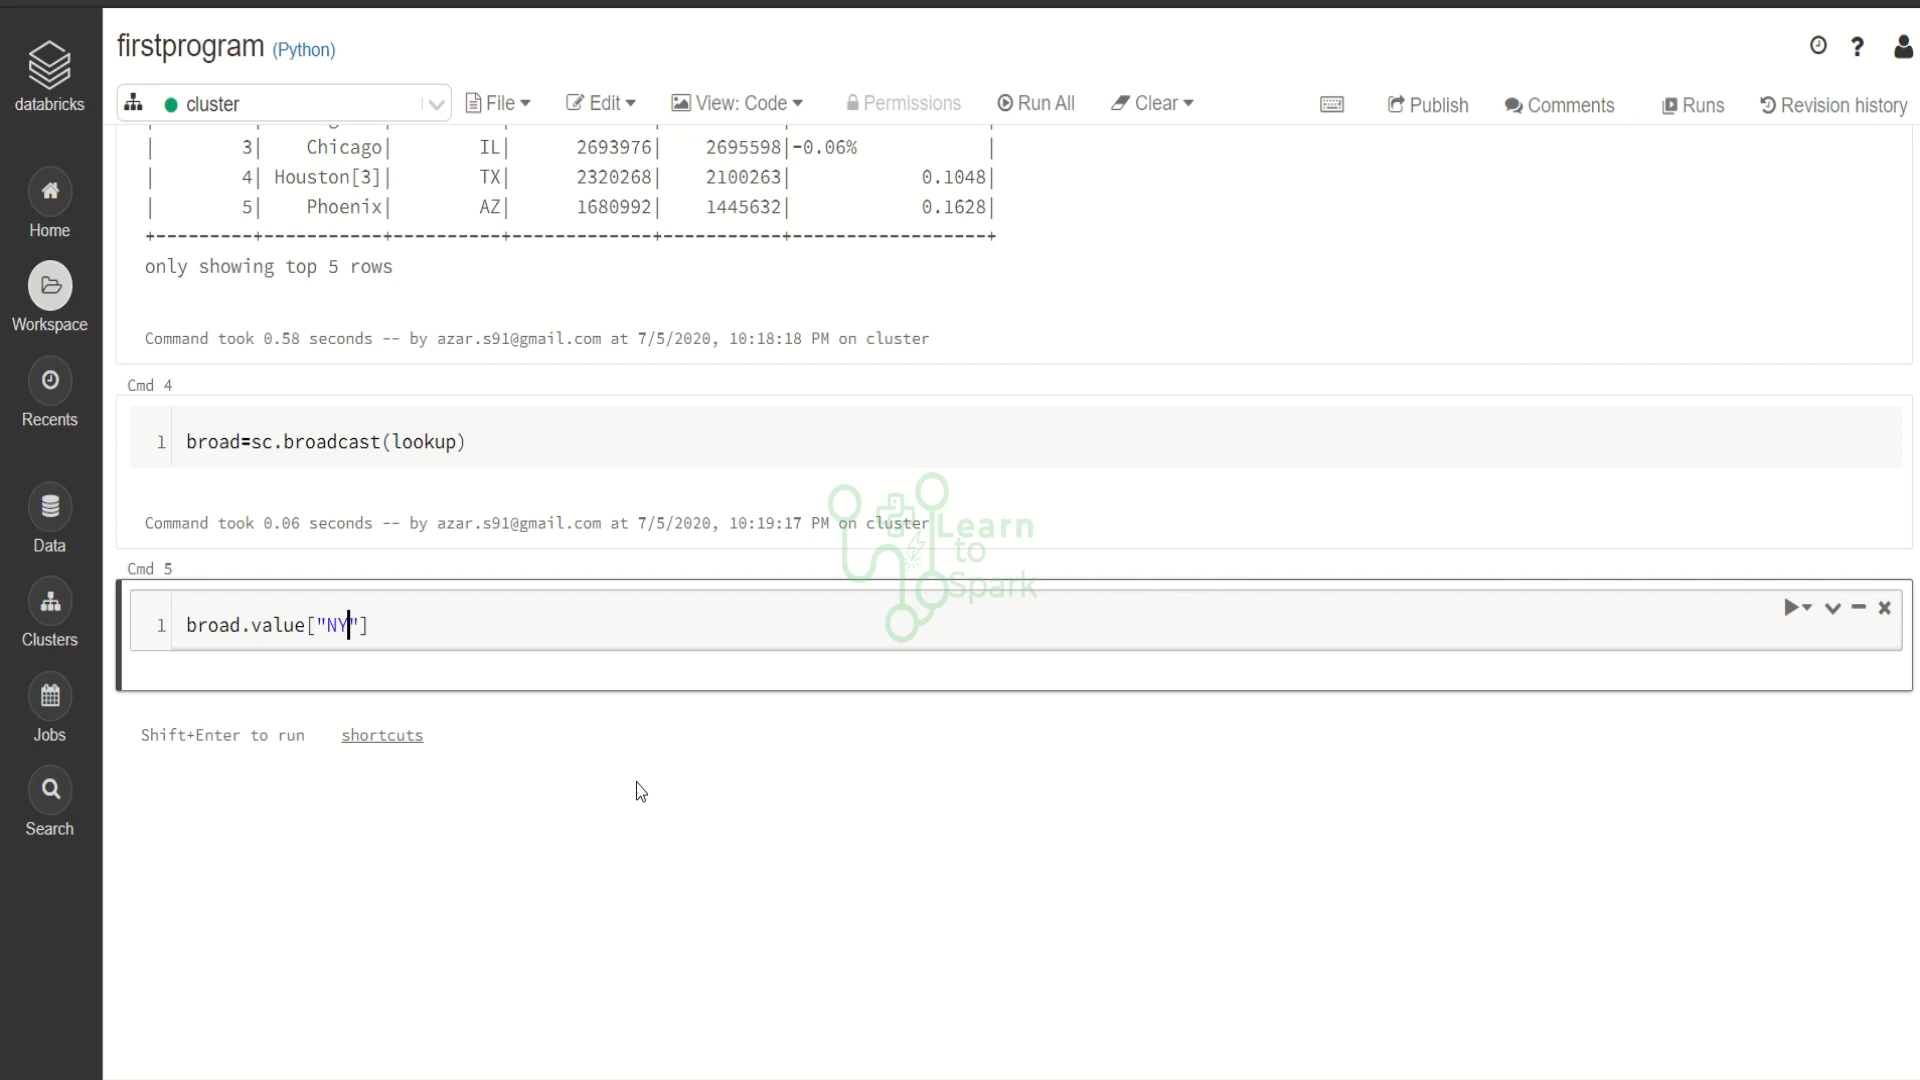 firstprogram (Python)
databricks
cluster
File
Edit
View: Code
Permissions
Run All
Clear
Publish
Comments
Runs
Revision history
| 3| Chicago| IL| 2693976| 2695598|-0.06% |
| 4| Houston[3]| TX| 2320268| 2100263| 0.1048|
| 5| Phoenix| AZ| 1680992| 1445632| 0.1628|
+----------+-----------+----------+-------------+-----------+------------------+
only showing top 5 rows
Command took 0.58 seconds -- by azar.s91@gmail.com at 7/5/2020, 10:18:18 PM on cluster
Cmd 4
1 broad=sc.broadcast(lookup)
Command took 0.06 seconds -- by azar.s91@gmail.com at 7/5/2020, 10:19:17 PM on cluster
Learn
to
Spark
Cmd 5
1 broad.value["NY"]
Shift+Enter to run shortcuts
Home
Workspace
Recents
Data
Clusters
Jobs
Search